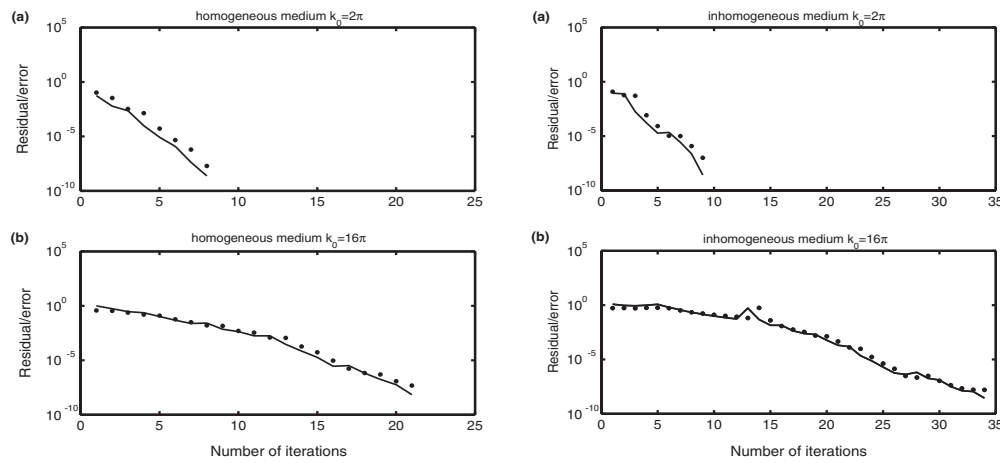 (a)
homogeneous medium k0=2π
Residual/error
10^5
10^0
10^-5
10^-10
0 5 10 15 20 25
(a)
inhomogeneous medium k0=2π
Residual/error
10^5
10^0
10^-5
10^-10
0 5 10 15 20 25 30 35
(b)
homogeneous medium k0=16π
Residual/error
10^5
10^0
10^-5
10^-10
0 5 10 15 20 25
Number of iterations
(b)
inhomogeneous medium k0=16π
Residual/error
10^5
10^0
10^-5
10^-10
0 5 10 15 20 25 30 35
Number of iterations